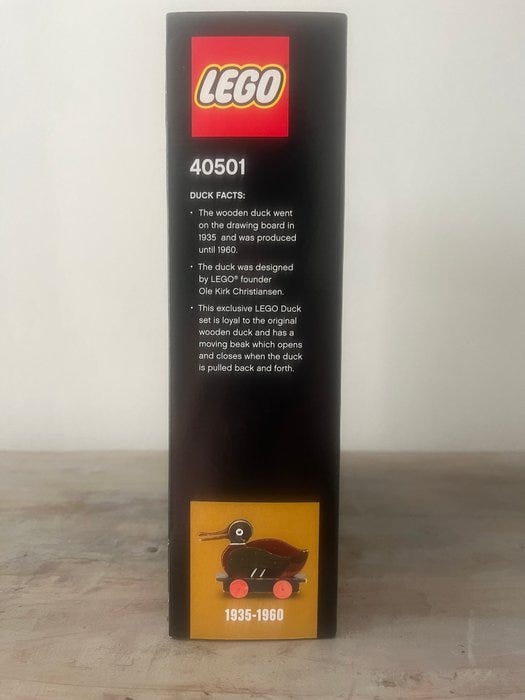 LEGO
40501
DUCK FACTS:
• The wooden duck went
on the drawing board in
1935 and was produced
until 1960.
• The duck was designed
by LEGO® founder
Ole Kirk Christiansen.
• This exclusive LEGO Duck
set is loyal to the original
wooden duck and has a
moving beak which opens
and closes when the duck
is pulled back and forth.
1935-1960